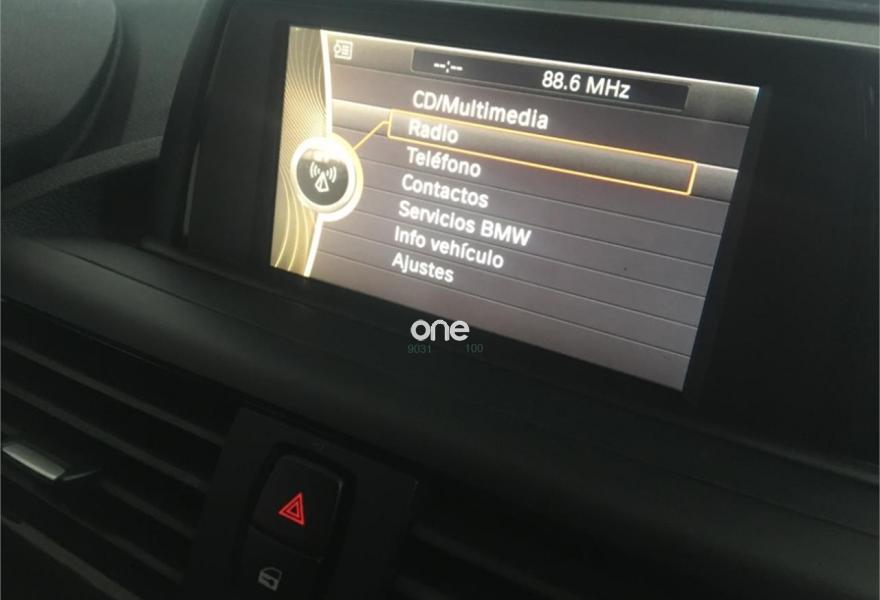 --:-- 88.6 MHz
CD/Multimedia
Radio
Teléfono
Contactos
Servicios BMW
Info vehículo
Ajustes
one
9031 100